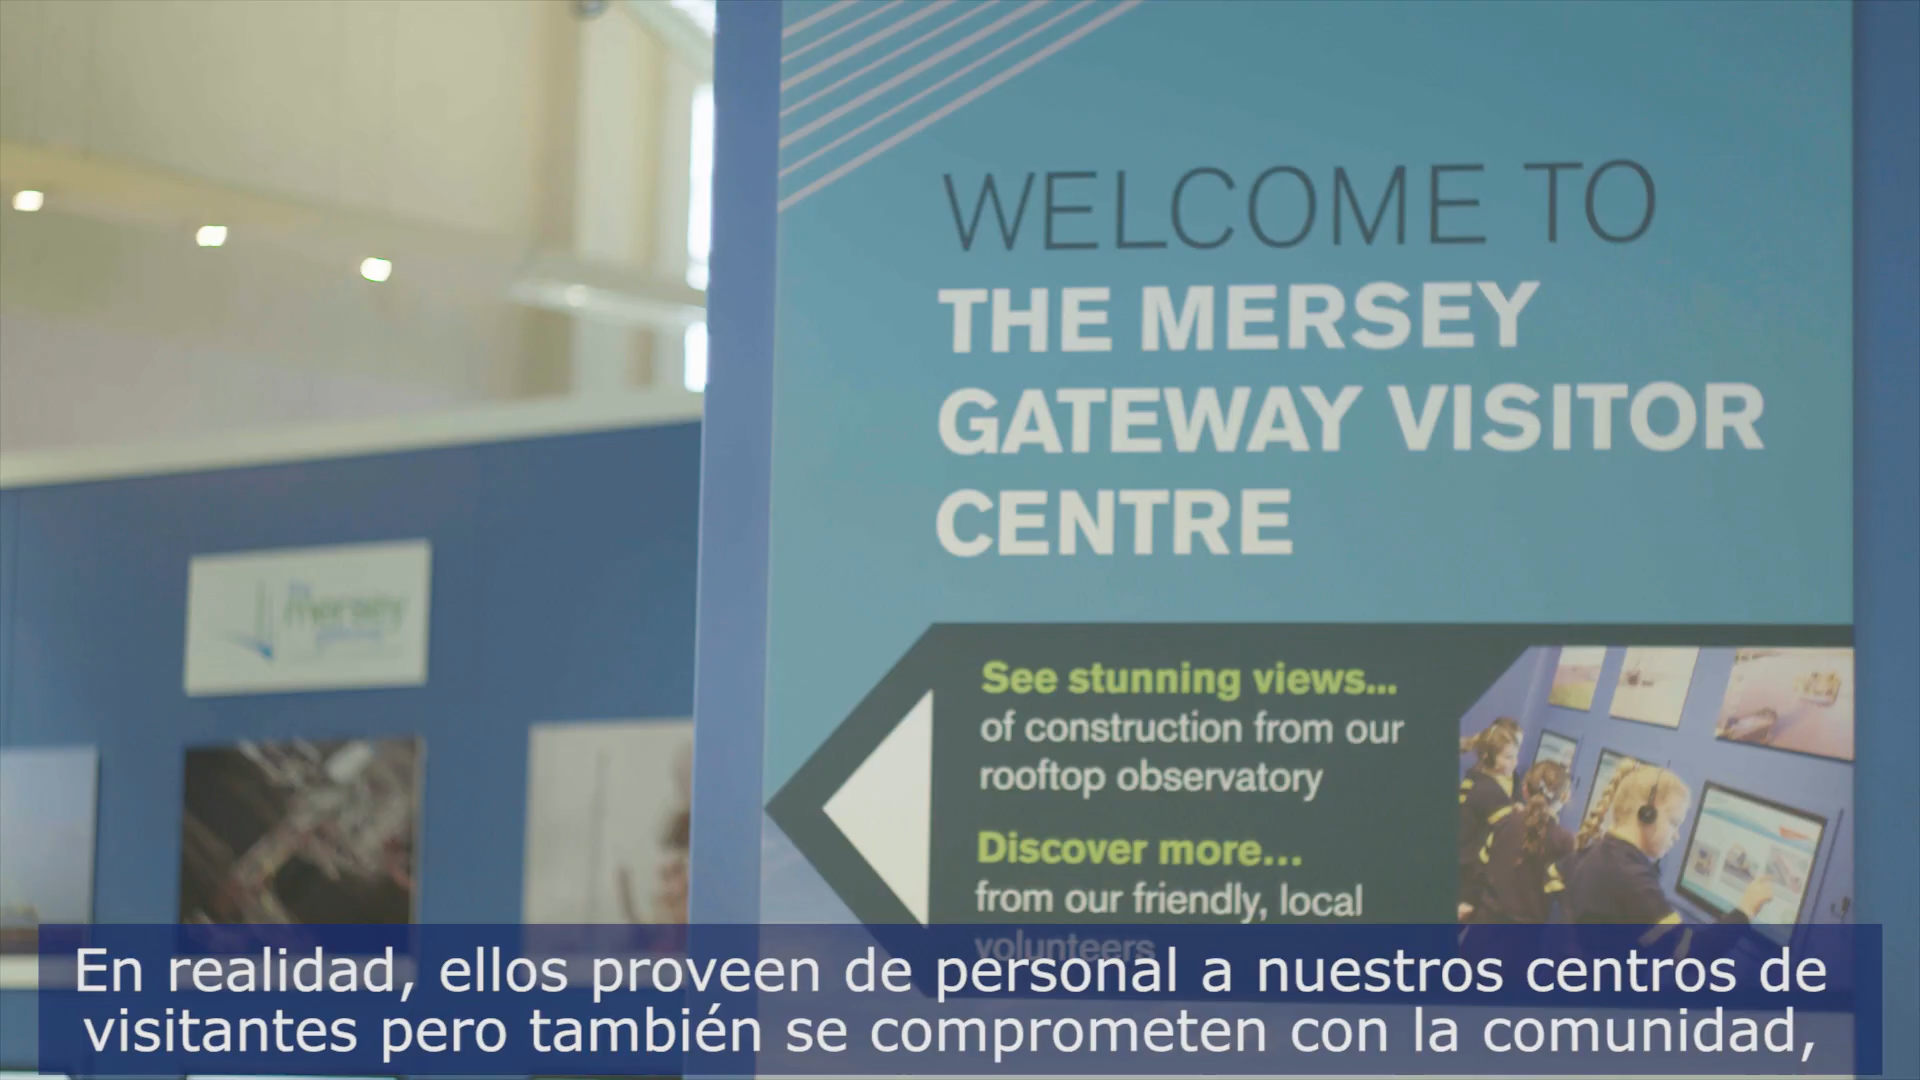 WELCOME TO
THE MERSEY
GATEWAY VISITOR
CENTRE
See stunning views...
of construction from our
rooftop observatory
Discover more...
from our friendly, local
volunteers
mersey
En realidad, ellos proveen de personal a nuestros centros de
visitantes pero también se comprometen con la comunidad,